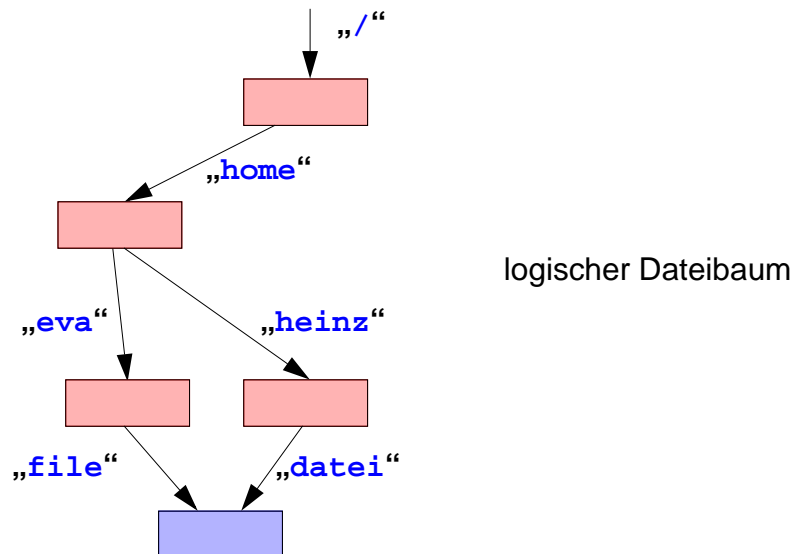 „/“
„home“
logischer Dateibaum
„eva“ „heinz“
„file“ „datei“